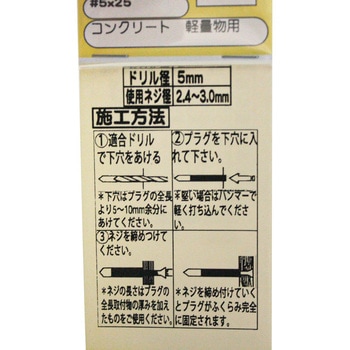 #5x25
コンクリート 軽量物用
ドリル径 5mm
使用ネジ径 2.4～3.0mm
施工方法
①適合ドリル
で下穴をあける
＊下穴はプラグの全長
より5～10mm余分に
あけてください。
②プラグを下穴に入
れて下さい。
＊堅い場合はハンマーで
軽く打ち込んでくださ
い。
③ネジを締めつけて
ください。
＊ネジの長さはプラグの
全長取付物の厚みを加え
たものをご使用ください。
＊ネジを締め付けていく
とプラグがふくらみ完全
に固定されます。